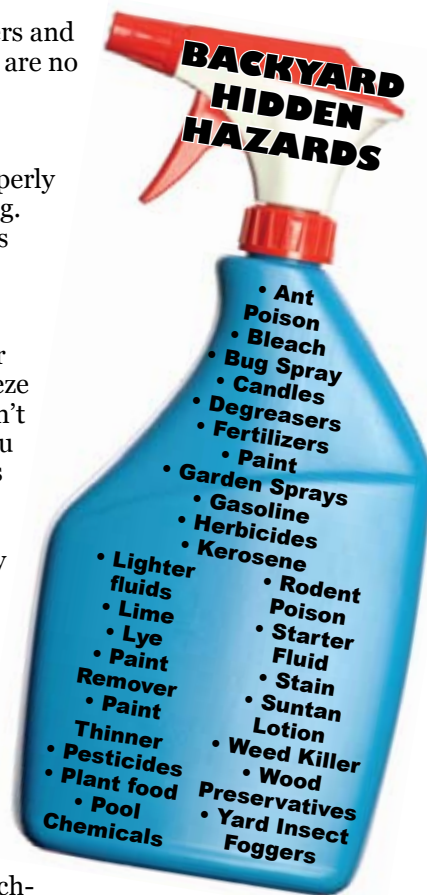 ers and
are no
perly
g.
s
r
eze
n't
u
s
y
ch-
BACKYARD
HIDDEN
HAZARDS
• Ant
Poison
• Bleach
• Bug Spray
• Candles
• Degreasers
• Fertilizers
• Paint
• Garden Sprays
• Gasoline
• Herbicides
• Kerosene
• Lighter
fluids
• Lime
• Lye
• Paint
Remover
• Paint
Thinner
• Pesticides
• Plant food
• Pool
Chemicals
• Rodent
Poison
• Starter
Fluid
• Stain
• Suntan
Lotion
• Weed Killer
• Wood
Preservatives
• Yard Insect
Foggers